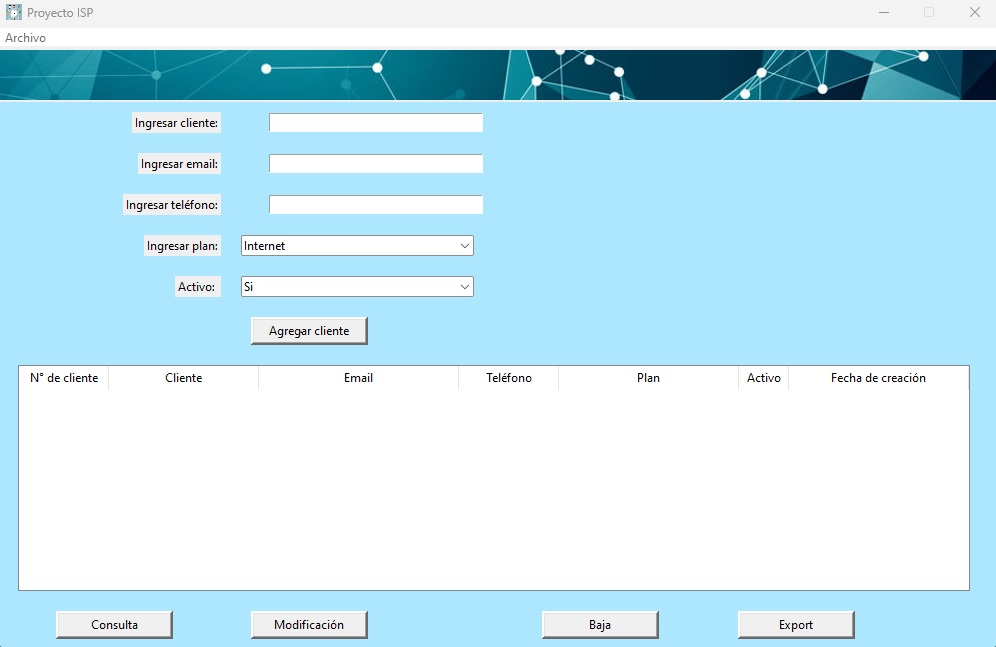 Proyecto ISP
Archivo
Ingresar cliente:
Ingresar email:
Ingresar teléfono:
Ingresar plan: Internet
Activo: Si
Agregar cliente
N° de cliente Cliente Email Teléfono Plan Activo Fecha de creación
Consulta Modificación Baja Export